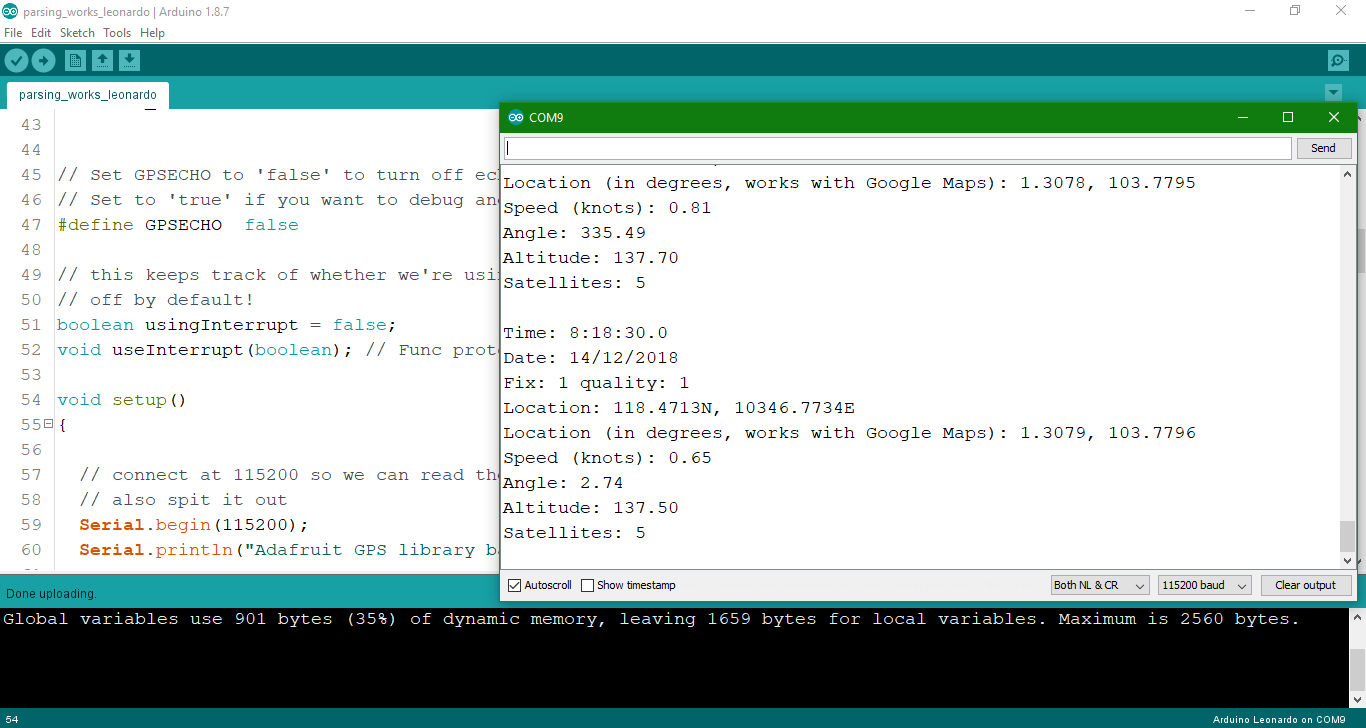 parsing_works_leonardo | Arduino 1.8.7
File Edit Sketch Tools Help
parsing_works_leonardo
43
44
45 // Set GPSECHO to 'false' to turn off
46 // Set to 'true' if you want to debug
47 #define GPSECHO  false
48
49 // this keeps track of whether we're
50 // off by default!
51 boolean usingInterrupt = false;
52 void useInterrupt(boolean); // Func
53
54 void setup()
55 {
56
57 // connect at 115200 so we can read
58 // also spit it out
59 Serial.begin(115200);
60 Serial.println("Adafruit GPS library
COM9
Send
Location (in degrees, works with Google Maps): 1.3078, 103.7795
Speed (knots): 0.81
Angle: 335.49
Altitude: 137.70
Satellites: 5
Time: 8:18:30.0
Date: 14/12/2018
Fix: 1 quality: 1
Location: 118.4713N, 10346.7734E
Location (in degrees, works with Google Maps): 1.3079, 103.7796
Speed (knots): 0.65
Angle: 2.74
Altitude: 137.50
Satellites: 5
Autoscroll Show timestamp Both NL & CR 115200 baud Clear output
Done uploading.
Global variables use 901 bytes (35%) of dynamic memory, leaving 1659 bytes for local variables. Maximum is 2560 bytes.
54 Arduino Leonardo on COM9